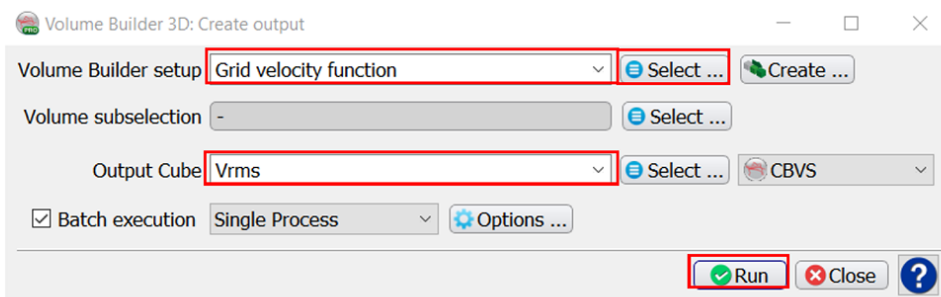 PRO Volume Builder 3D: Create output
Volume Builder setup Grid velocity function Select ... Create ...
Volume subselection - Select ...
Output Cube Vrms Select ... CBVS
Batch execution Single Process Options ...
Run Close ?